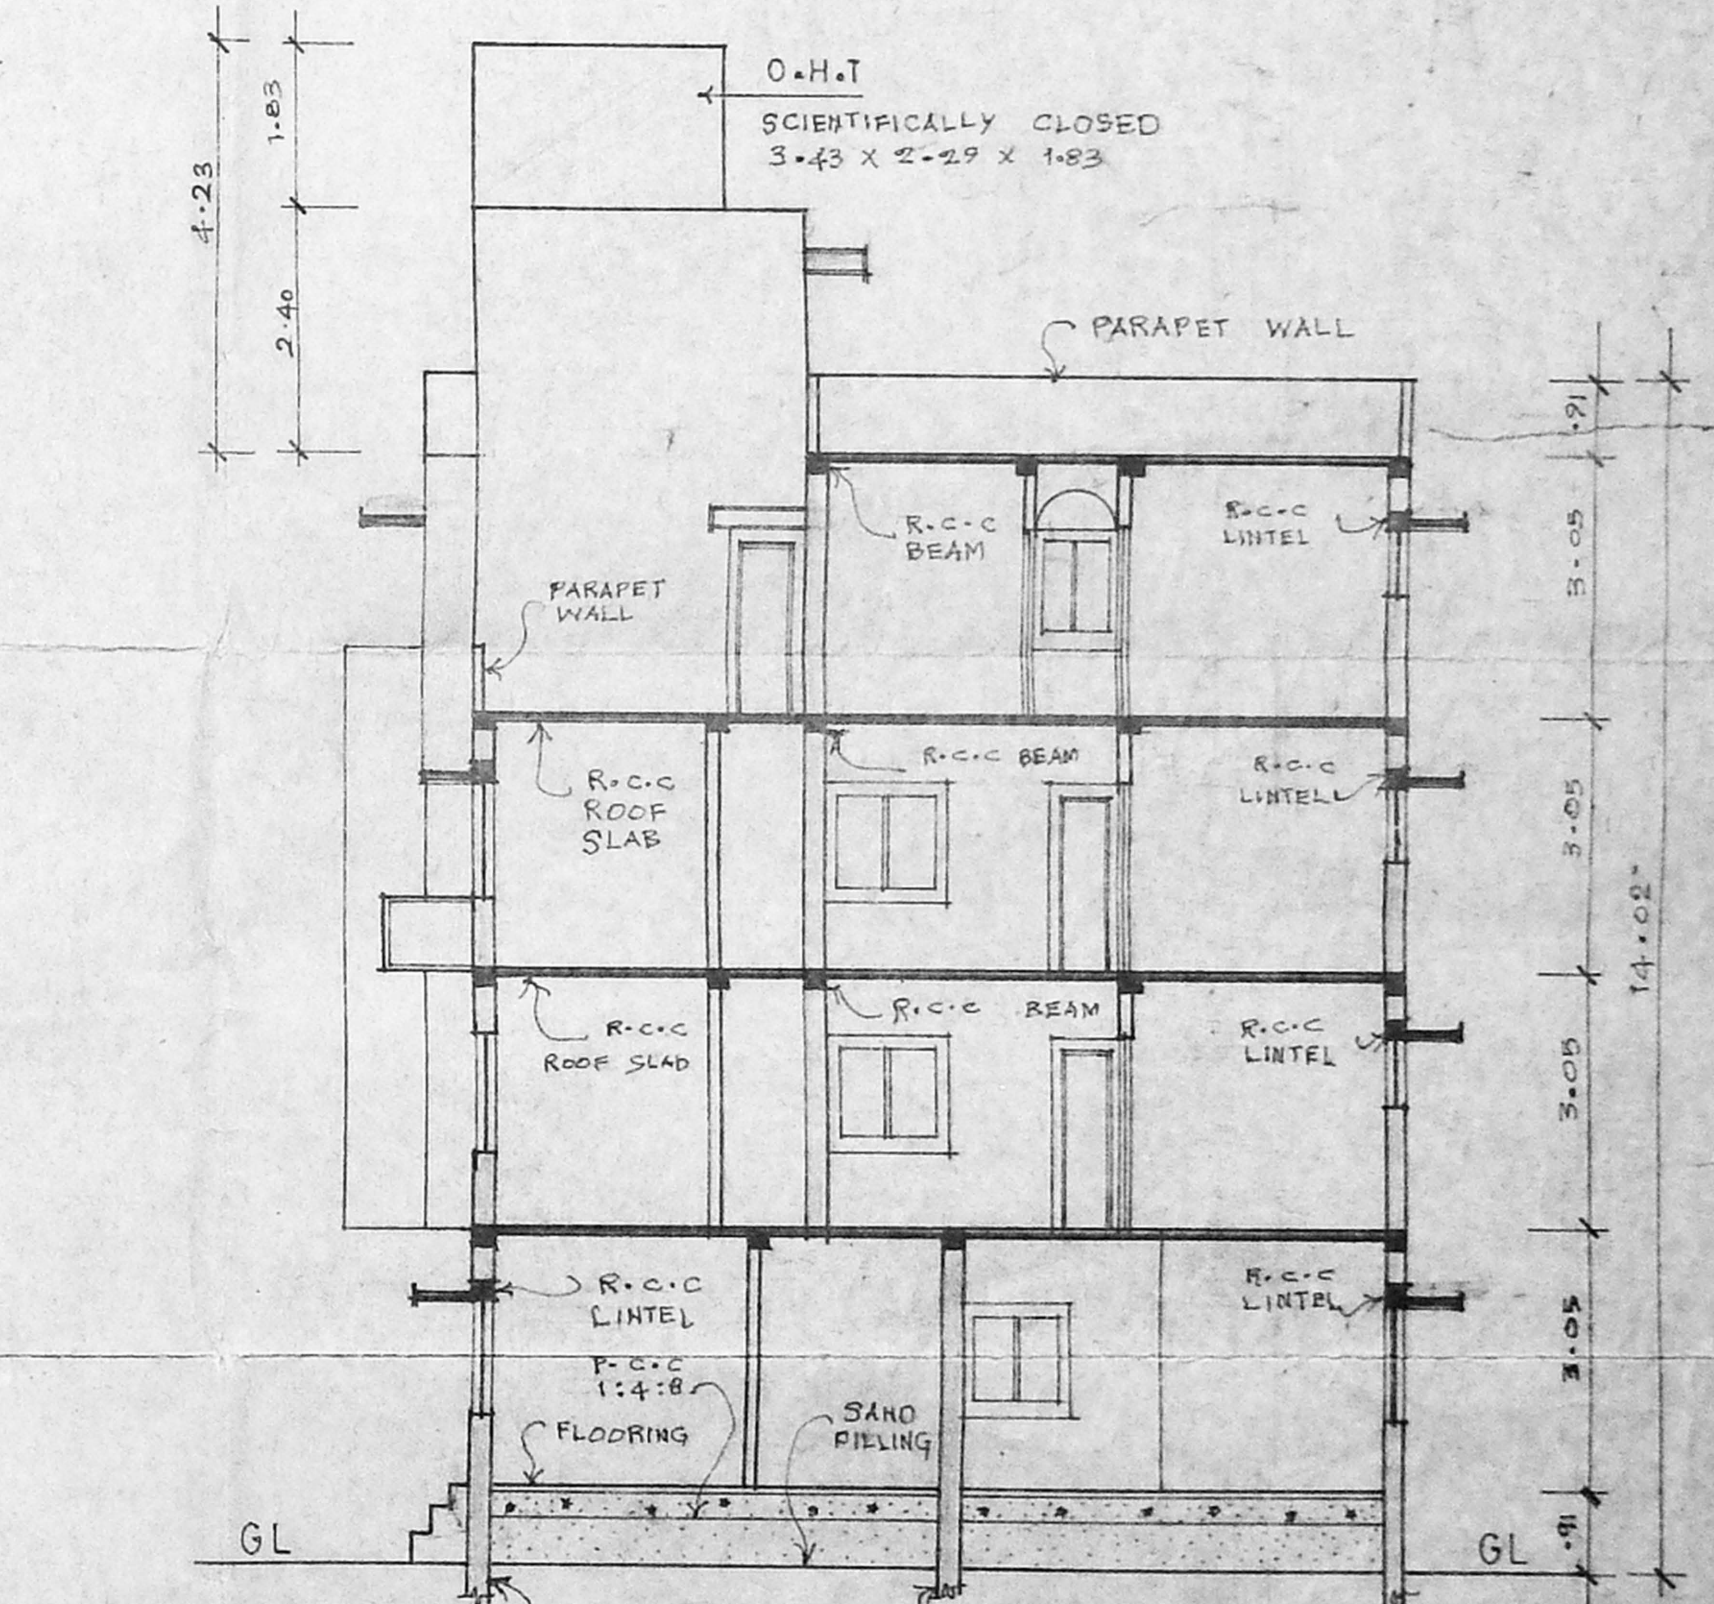 O.H.T
SCIENTIFICALLY CLOSED
3.43 X 2.29 X 1.83
1.83
4.23
2.40
PARAPET WALL
.91
R.C.C
BEAM
R.C.C
LINTEL
3.05
PARAPET
WALL
R.C.C BEAM
R.C.C
LINTELL
R.C.C
ROOF
SLAB
3.05
14.02"
R.C.C BEAM
R.C.C
LINTEL
R.C.C
ROOF SLAD
3.05
R.C.C
LINTEL
R.C.C
LINTEL
3.05
P.C.C
1:4:8
FLOORING
SAND
PILLING
GL
GL
.91